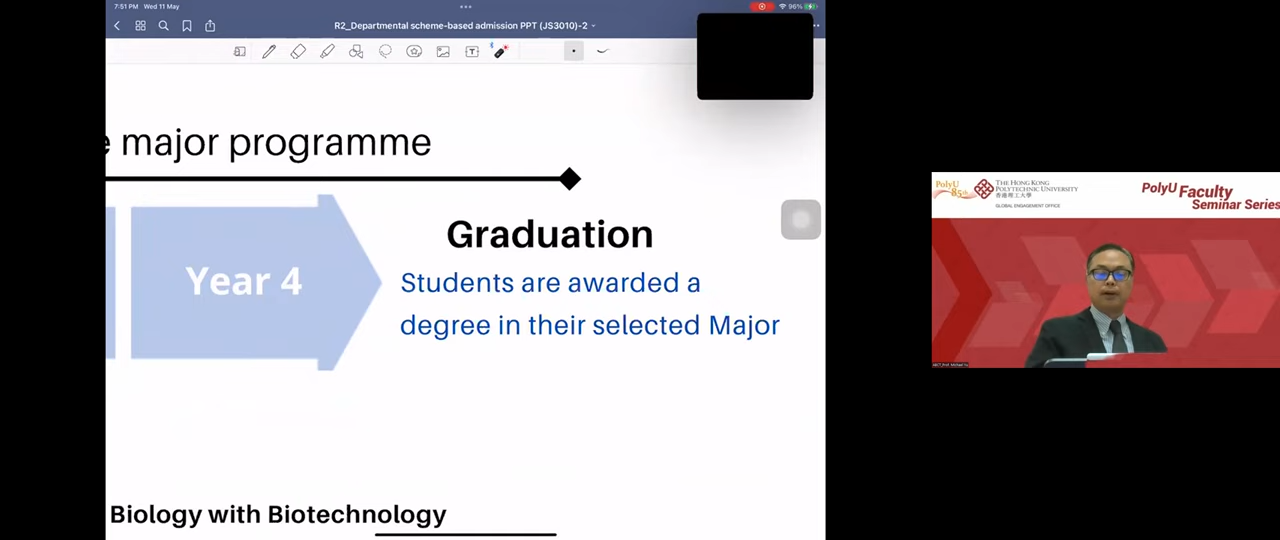 7:51 PM Wed 11 May
96%
R2_Departmental scheme-based admission PPT (JS3010)-2
major programme
Year 4
Graduation
Students are awarded a
degree in their selected Major
Biology with Biotechnology
PolyU
85th
THE HONG KONG
POLYTECHNIC UNIVERSITY
香港理工大學
GLOBAL ENGAGEMENT OFFICE
PolyU Faculty
Seminar Series